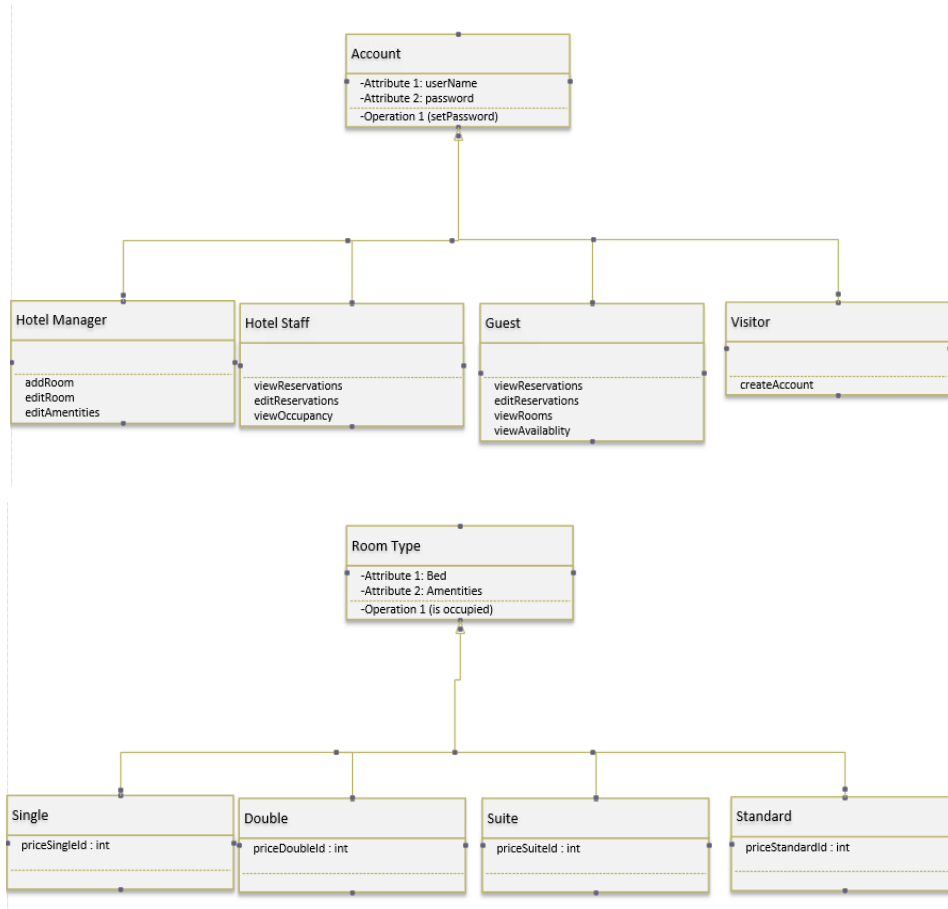 Account
-Attribute 1: userName
-Attribute 2: password
-Operation 1 (setPassword)
Hotel Manager
addRoom
editRoom
editAmentities
Hotel Staff
viewReservations
editReservations
viewOccupancy
Guest
viewReservations
editReservations
viewRooms
viewAvailablity
Visitor
createAccount
Room Type
-Attribute 1: Bed
-Attribute 2: Amentities
-Operation 1 (is occupied)
Single
priceSingleId : int
Double
priceDoubleId : int
Suite
priceSuiteId : int
Standard
priceStandardId : int